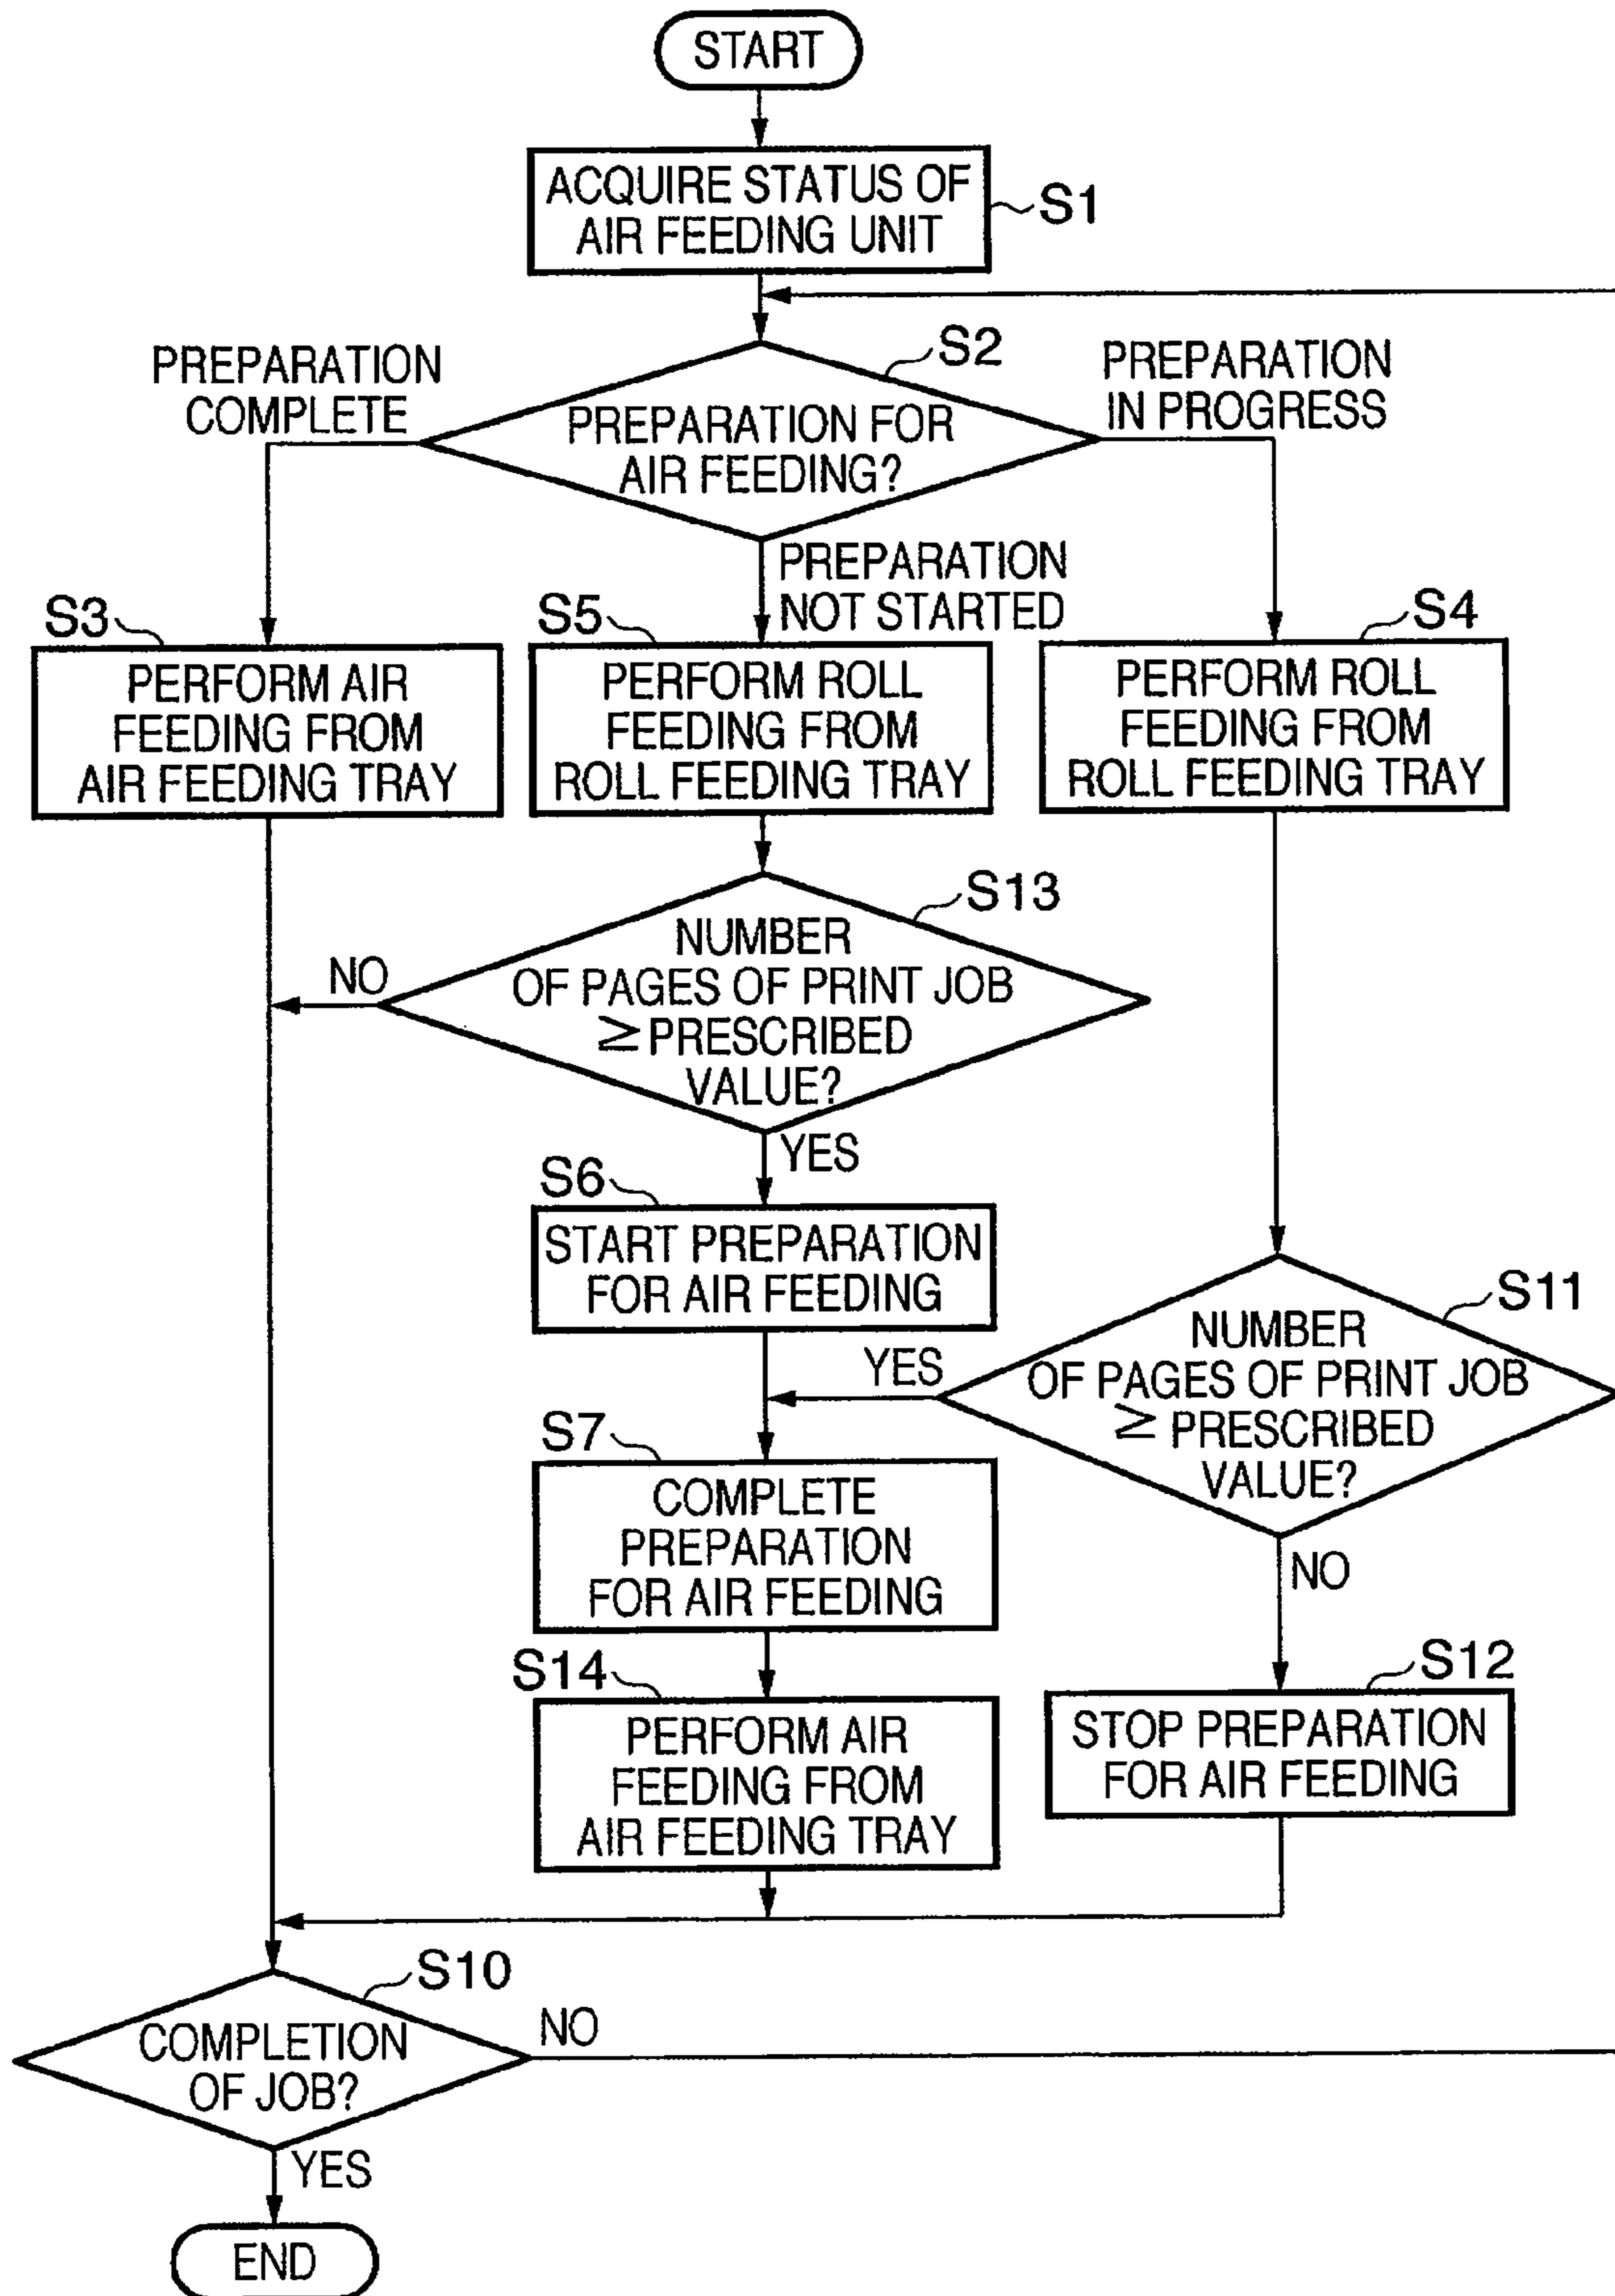 START
ACQUIRE STATUS OF
AIR FEEDING UNIT
S1
S2
PREPARATION
COMPLETE
PREPARATION FOR
AIR FEEDING?
PREPARATION
IN PROGRESS
PREPARATION
NOT STARTED
S3
PERFORM AIR
FEEDING FROM
AIR FEEDING TRAY
S5
PERFORM ROLL
FEEDING FROM
ROLL FEEDING TRAY
S4
PERFORM ROLL
FEEDING FROM
ROLL FEEDING TRAY
S13
NUMBER
OF PAGES OF PRINT JOB
≧PRESCRIBED
VALUE?
NO
YES
S6
START PREPARATION
FOR AIR FEEDING
S11
NUMBER
OF PAGES OF PRINT JOB
≧ PRESCRIBED
VALUE?
YES
NO
S7
COMPLETE
PREPARATION
FOR AIR FEEDING
S14
PERFORM AIR
FEEDING FROM
AIR FEEDING TRAY
S12
STOP PREPARATION
FOR AIR FEEDING
S10
COMPLETION
OF JOB?
NO
YES
END